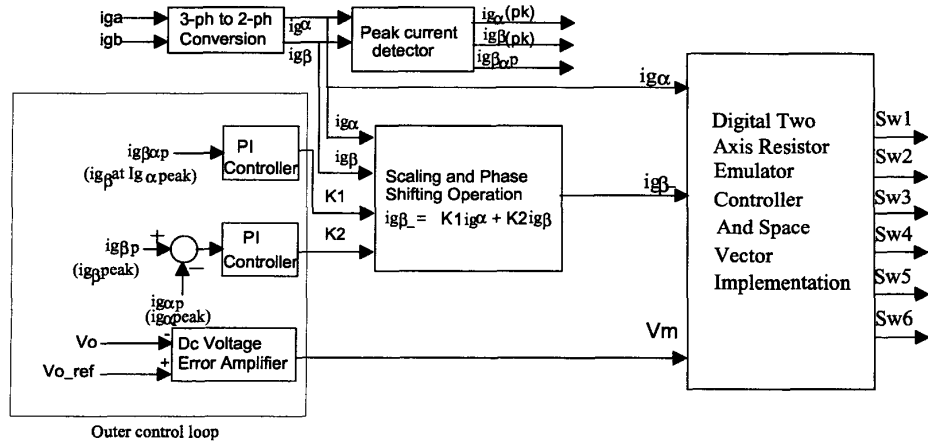 iga
igb
3-ph to 2-ph
Conversion
igα
igβ
Peak current
detector
igα(pk)
igβ(pk)
igβαp
igα
igα
igβ
PI
Controller
igβαp
(igβat Igαpeak)
K1
K2
Scaling and Phase
Shifting Operation
igβ_= K1igα + K2igβ
igβ_
Digital Two
Axis Resistor
Emulator
Controller
And Space
Vector
Implementation
Sw1
Sw2
Sw3
Sw4
Sw5
Sw6
PI
Controller
igβp
(igβpeak)
+
−
igαp
(igαpeak)
Vo
-
Vo_ref
+
Dc Voltage
Error Amplifier
Vm
Outer control loop